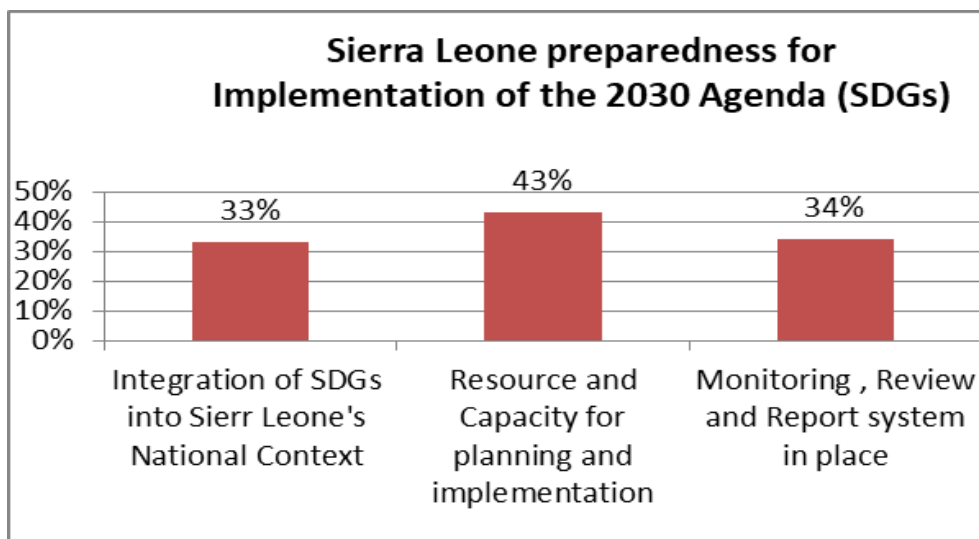 Sierra Leone preparedness for
Implementation of the 2030 Agenda (SDGs)
50%
40%
30%
20%
10%
0%
33%
43%
34%
Integration of SDGs
into Sierr Leone's
National Context
Resource and
Capacity for
planning and
implementation
Monitoring , Review
and Report system
in place